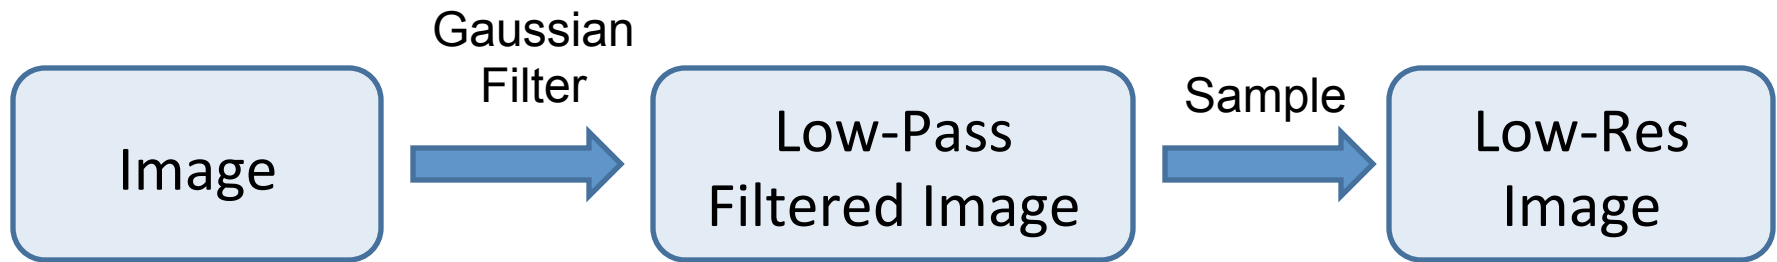 Image
Gaussian
Filter
Low-Pass
Filtered Image
Sample
Low-Res
Image